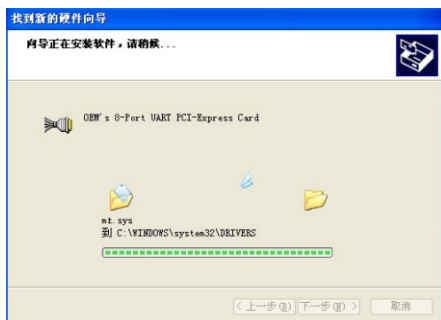 找到新的硬件向导
向导正在安装软件，请稍候...
OEM's 8-Port UART PCI-Express Card
mt.sys
到 C:\WINDOWS\system32\DRIVERS
< 上一步(B) 下一步(N) > 取消